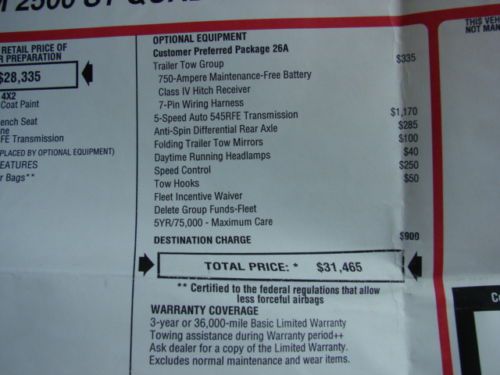 2500 ST QUAD
RETAIL PRICE OF
PREPARATION
$28,335
4X2
Coat Paint
ench Seat
ine
RFE Transmission
PLACED BY OPTIONAL EQUIPMENT)
EATURES
r Bags**
OPTIONAL EQUIPMENT
Customer Preferred Package 26A
Trailer Tow Group $335
750-Ampere Maintenance-Free Battery
Class IV Hitch Receiver
7-Pin Wiring Harness
5-Speed Auto 545RFE Transmission $1,170
Anti-Spin Differential Rear Axle $285
Folding Trailer Tow Mirrors $100
Daytime Running Headlamps $40
Speed Control $250
Tow Hooks $50
Fleet Incentive Waiver
Delete Group Funds-Fleet
5YR/75,000 - Maximum Care
DESTINATION CHARGE $900
TOTAL PRICE: * $31,465
** Certified to the federal regulations that allow
less forceful airbags
WARRANTY COVERAGE
3-year or 36,000-mile Basic Limited Warranty
Towing assistance during Warranty period++
Ask dealer for a copy of the Limited Warranty.
Excludes normal maintenance and wear items.
THIS VEH
NOT MAN
C